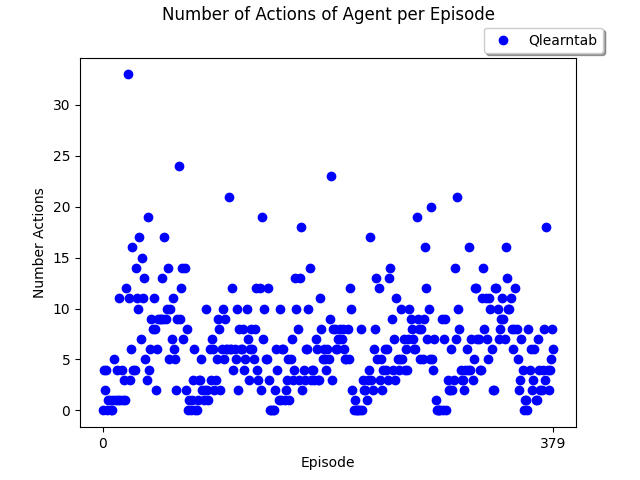 Number of Actions of Agent per Episode
Qlearntab
Number Actions
30
25
20
15
10
5
0
0
379
Episode